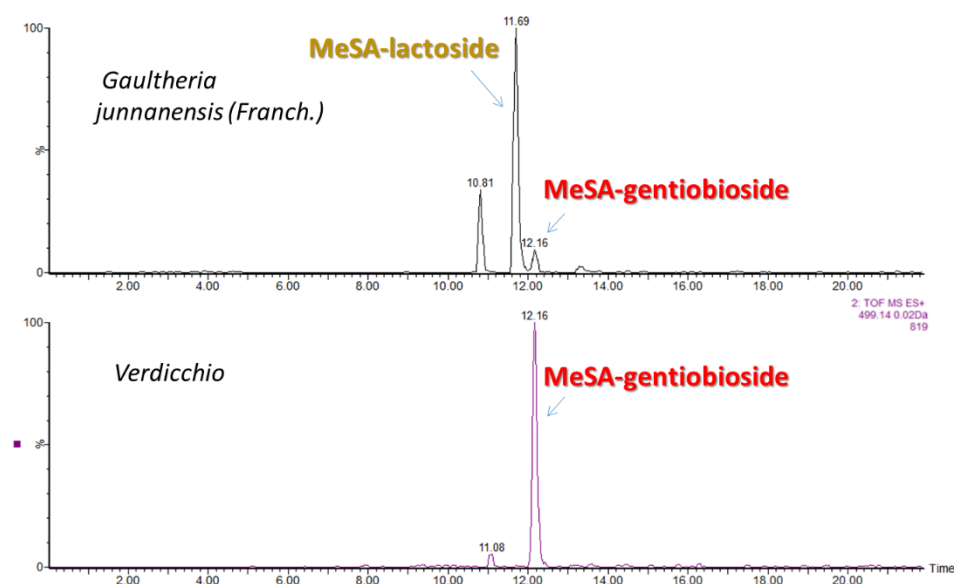 100
11.69
MeSA-lactoside
Gaultheria
junnanensis (Franch.)
%
10.81
MeSA-gentiobioside
12.16
0
2.00 4.00 6.00 8.00 10.00 12.00 14.00 16.00 18.00 20.00
2: TOF MS ES+
499.14 0.02Da
819
100
12.16
Verdicchio
MeSA-gentiobioside
%
11.08
0
2.00 4.00 6.00 8.00 10.00 12.00 14.00 16.00 18.00 20.00 Time